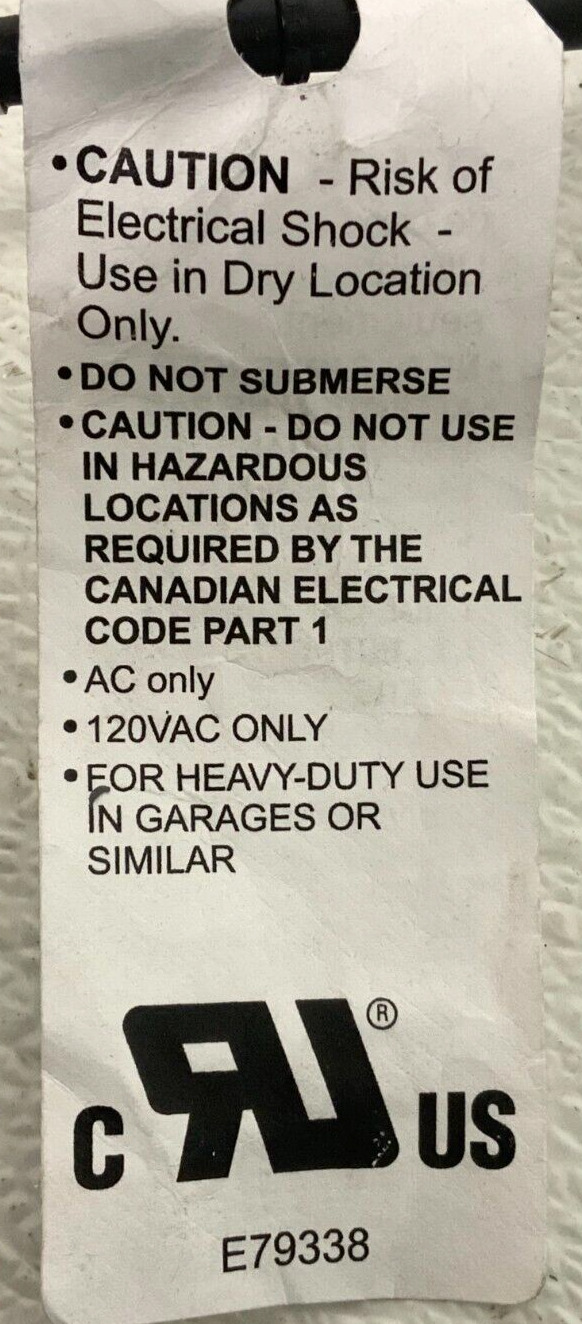 •CAUTION - Risk of
Electrical Shock -
Use in Dry Location
Only.
•DO NOT SUBMERSE
•CAUTION - DO NOT USE
IN HAZARDOUS
LOCATIONS AS
REQUIRED BY THE
CANADIAN ELECTRICAL
CODE PART 1
•AC only
•120VAC ONLY
•FOR HEAVY-DUTY USE
IN GARAGES OR
SIMILAR
C RU® US
E79338